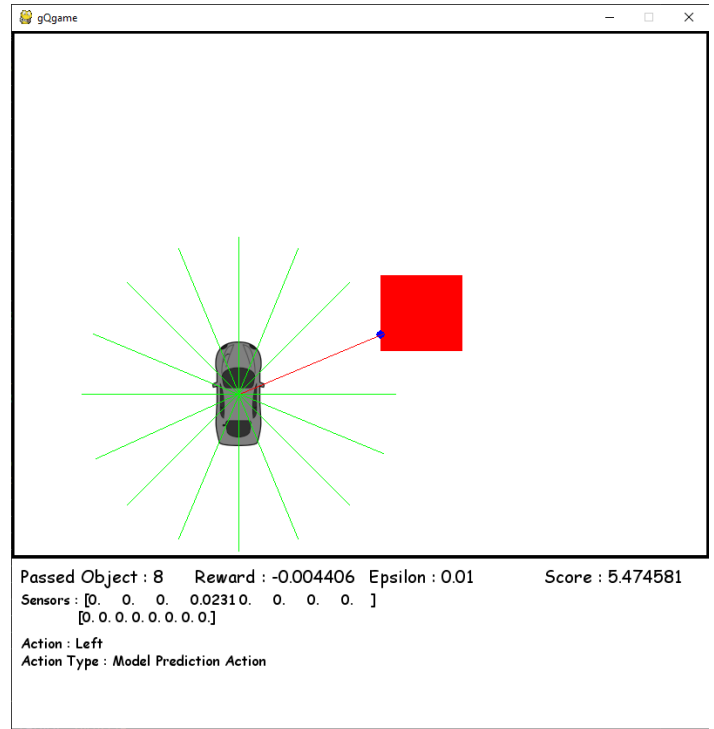 gQgame
Passed Object : 8 Reward : -0.004406 Epsilon : 0.01 Score : 5.474581
Sensors : [0. 0. 0. 0.0231 0. 0. 0. 0. ]
[0. 0. 0. 0. 0. 0. 0. 0.]
Action : Left
Action Type : Model Prediction Action